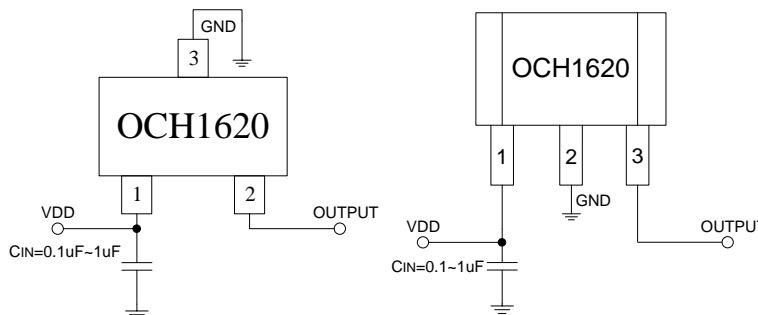 GND
3
OCH1620
1
2
VDD
OUTPUT
CIN=0.1uF~1uF
OCH1620
1
2
3
GND
VDD
OUTPUT
CIN=0.1~1uF